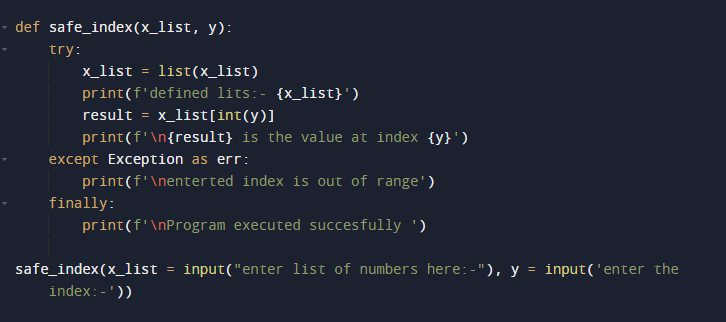 def safe_index(x_list, y):
    try:
        x_list = list(x_list)
        print(f'defined lits:- {x_list}')
        result = x_list[int(y)]
        print(f'\n{result} is the value at index {y}')
    except Exception as err:
        print(f'\nenterted index is out of range')
    finally:
        print(f'\nProgram executed succesfully ')
safe_index(x_list = input("enter list of numbers here:-"), y = input('enter the
    index:-'))